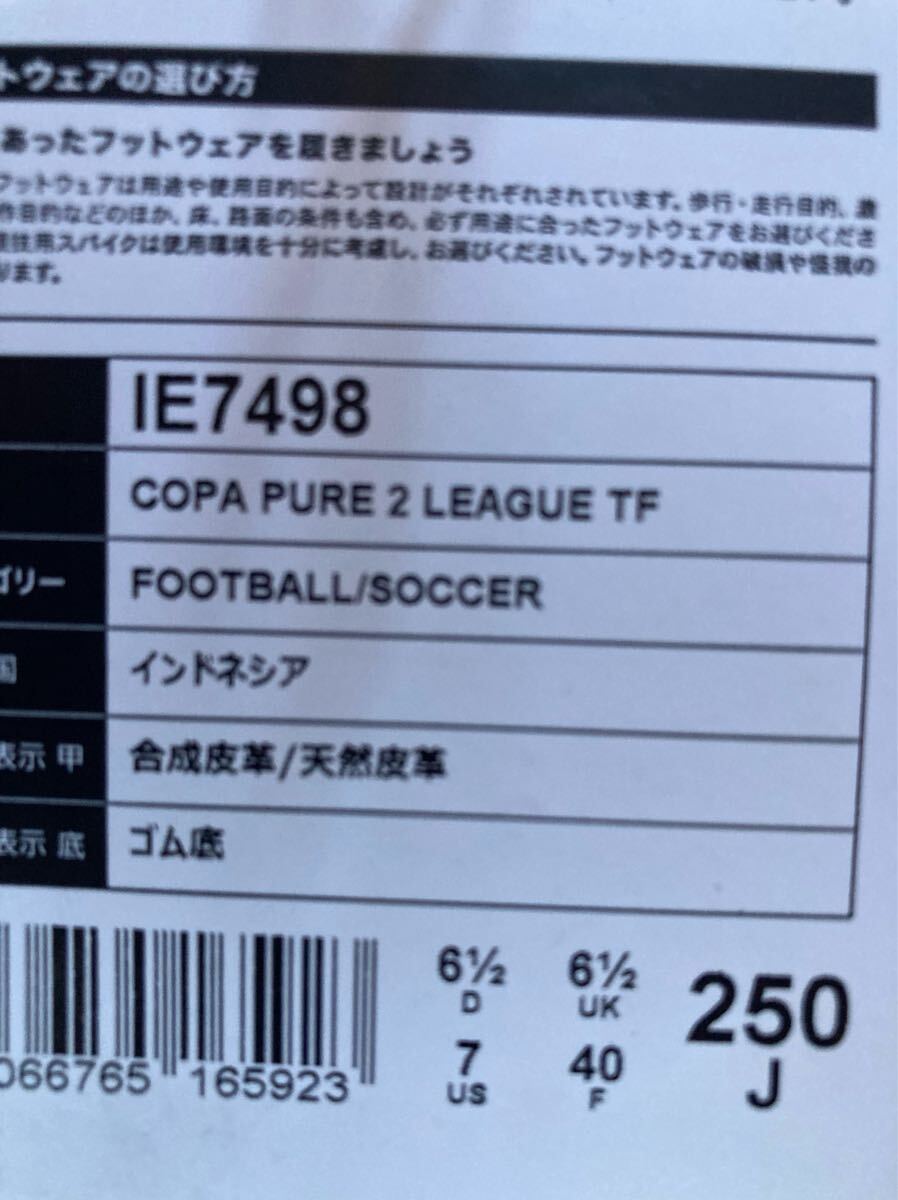 トウェアの選び方
あったフットウェアを履きましょう
フットウェアは用途や使用目的によって設計がそれぞれされています。歩行・走行目的、激
作目的などのほか、床、路面の条件も含め、必ず用途に合ったフットウェアをお選びくださ
性用スパイクは使用環境を十分に考慮し、お選びください。フットウェアの破損や怪我の
ります。
IE7498
COPA PURE 2 LEAGUE TF
ゴリー FOOTBALL/SOCCER
国 インドネシア
表示 甲 合成皮革/天然皮革
表示 底 ゴム底
6½ D 6½ UK 250 J
7 US 40 F
066765 165923